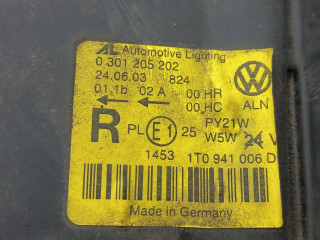 AL Automotive Lighting
0 301 205 202
24.06.03 824
01.1b 02 A 00 HR
00 HC ALN
R PL E1 25 PY21W
W5W 24 V
1453 1T0 941 006 D
Made in Germany